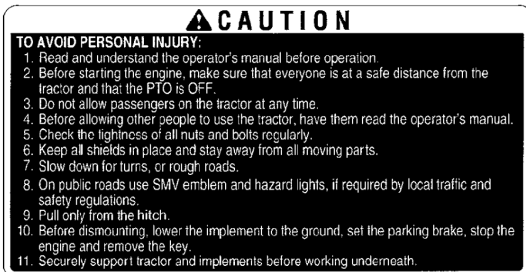 CAUTION
TO AVOID PERSONAL INJURY:
1. Read and understand the operator's manual before operation.
2. Before starting the engine, make sure that everyone is at a safe distance from the
tractor and that the PTO is OFF.
3. Do not allow passengers on the tractor at any time.
4. Before allowing other people to use the tractor, have them read the operator's manual.
5. Check the tightness of all nuts and bolts regularly.
6. Keep all shields in place and stay away from all moving parts.
7. Slow down for turns, or rough roads.
8. On public roads use SMV emblem and hazard lights, if required by local traffic and
safety regulations.
9. Pull only from the hitch.
10. Before dismounting, lower the implement to the ground, set the parking brake, stop the
engine and remove the key.
11. Securely support tractor and implements before working underneath.